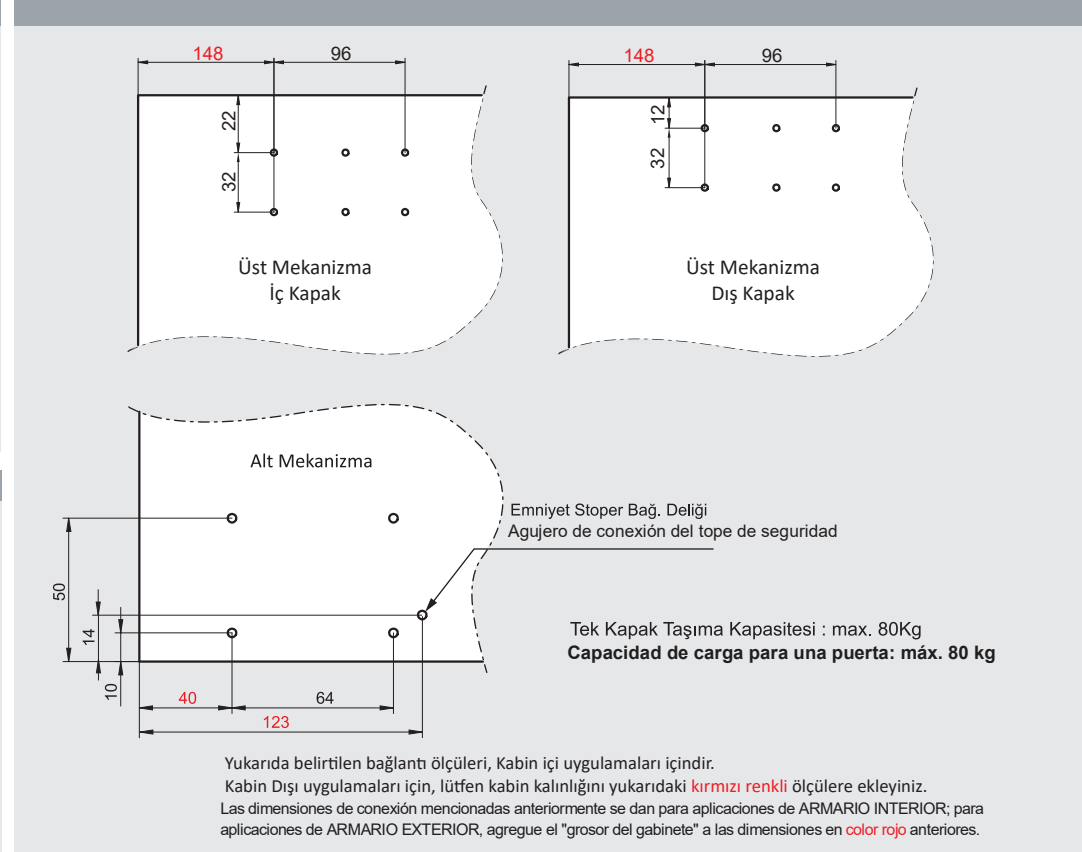 148
96
22
32
Üst Mekanizma
İç Kapak
148
96
12
32
Üst Mekanizma
Dış Kapak
Alt Mekanizma
50
14
10
40
64
123
Emniyet Stoper Bağ. Deliği
Agujero de conexión del tope de seguridad
Tek Kapak Taşıma Kapasitesi : max. 80Kg
Capacidad de carga para una puerta: máx. 80 kg
Yukarıda belirtilen bağlantı ölçüleri, Kabin içi uygulamaları içindir.
Kabin Dışı uygulamaları için, lütfen kabin kalınlığını yukarıdaki kırmızı renkli ölçülere ekleyiniz.
Las dimensiones de conexión mencionadas anteriormente se dan para aplicaciones de ARMARIO INTERIOR; para
aplicaciones de ARMARIO EXTERIOR, agregue el "grosor del gabinete" a las dimensiones en color rojo anteriores.